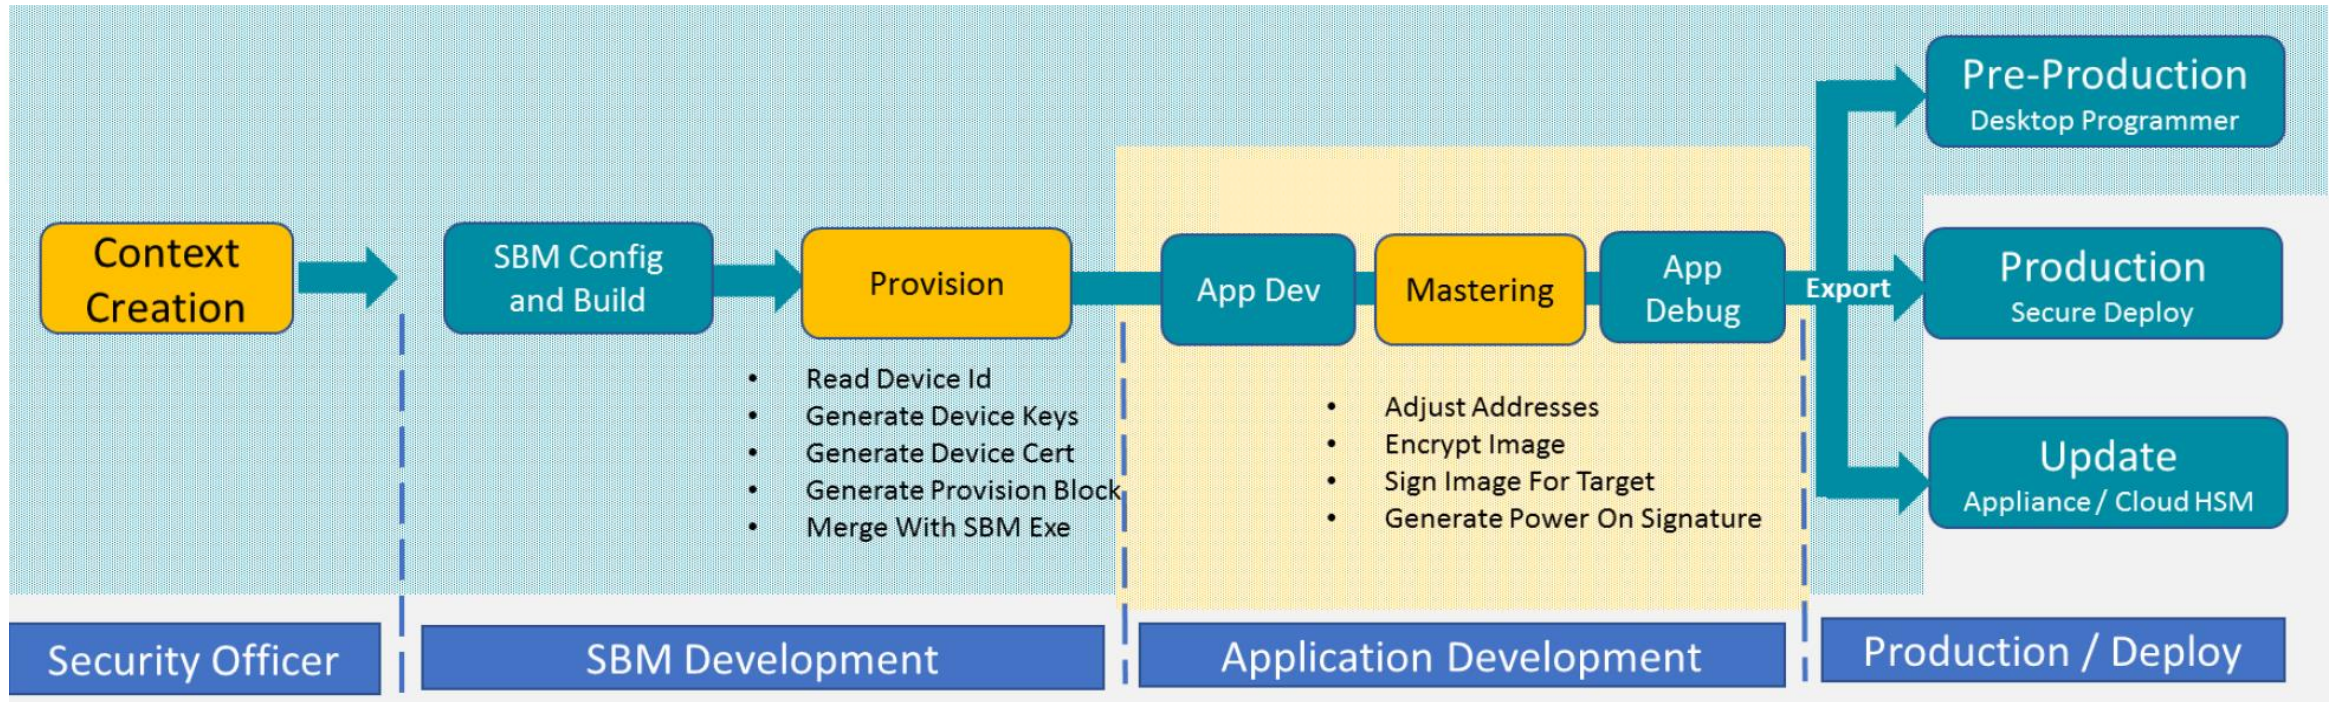 Context
Creation
SBM Config
and Build
Provision
• Read Device Id
• Generate Device Keys
• Generate Device Cert
• Generate Provision Block
• Merge With SBM Exe
App Dev
Mastering
App
Debug
• Adjust Addresses
• Encrypt Image
• Sign Image For Target
• Generate Power On Signature
Export
Pre-Production
Desktop Programmer
Production
Secure Deploy
Update
Appliance / Cloud HSM
Security Officer
SBM Development
Application Development
Production / Deploy